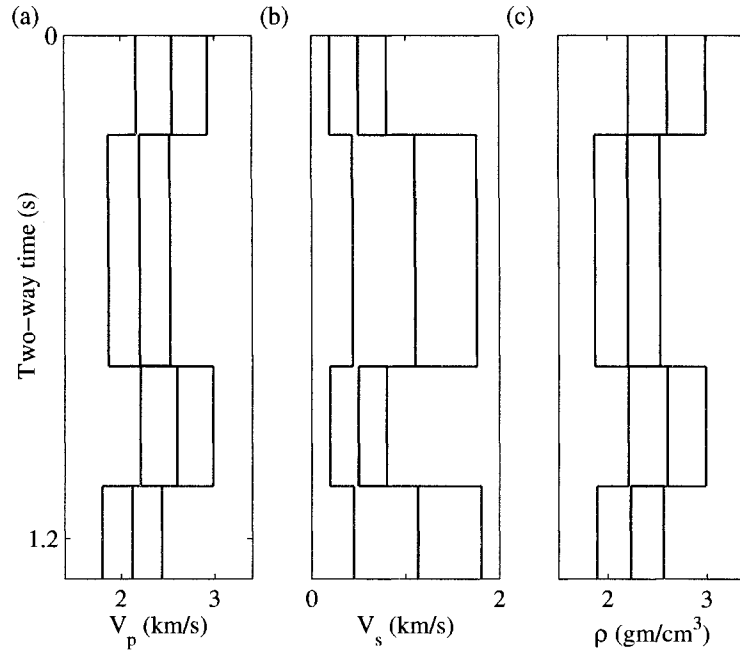 (a)
(b)
(c)
0
Two-way time (s)
1.2
2
3
0
2
2
3
V_p (km/s)
V_s (km/s)
ρ (gm/cm³)